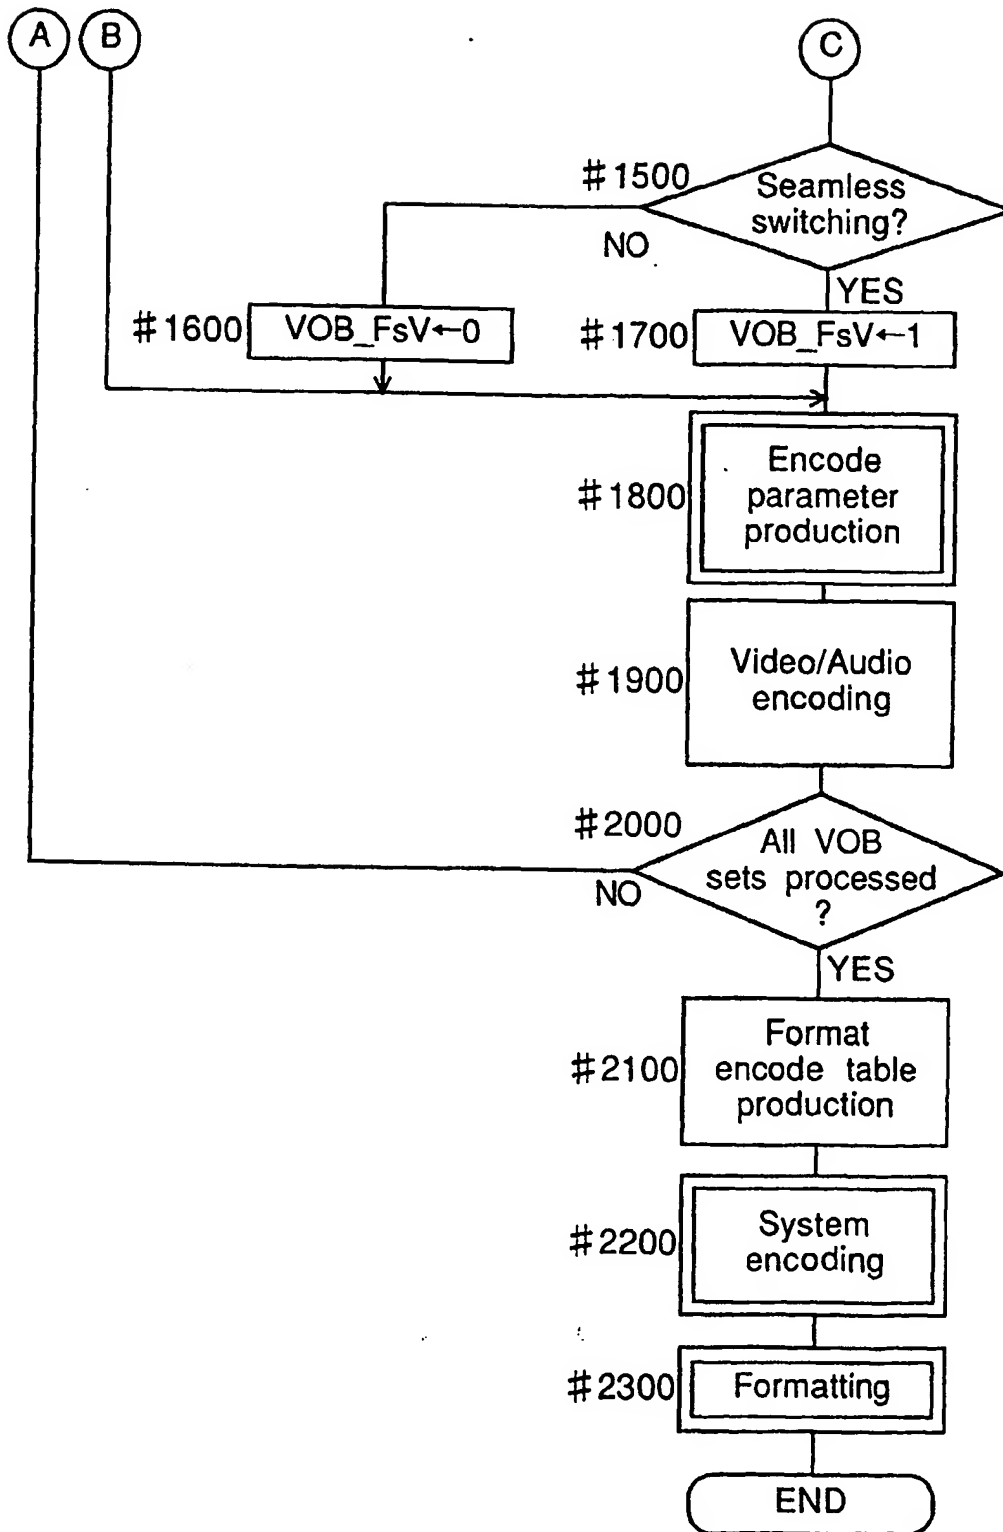 A
B
C
#1500
Seamless
switching?
NO
YES
#1600
VOB_FsV←0
#1700
VOB_FsV←1
#1800
Encode
parameter
production
#1900
Video/Audio
encoding
#2000
All VOB
sets processed
?
NO
YES
#2100
Format
encode table
production
#2200
System
encoding
#2300
Formatting
END